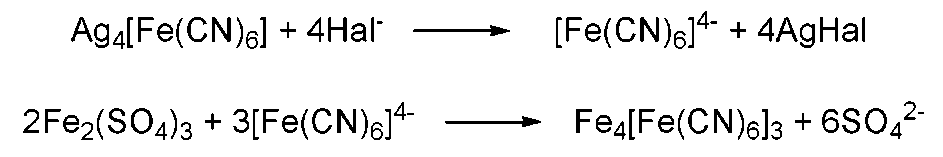 Ag₄[Fe(CN)₆] + 4Hal⁻ ⟶ [Fe(CN)₆]⁴⁻ + 4AgHal
2Fe₂(SO₄)₃ + 3[Fe(CN)₆]⁴⁻ ⟶ Fe₄[Fe(CN)₆]₃ + 6SO₄²⁻